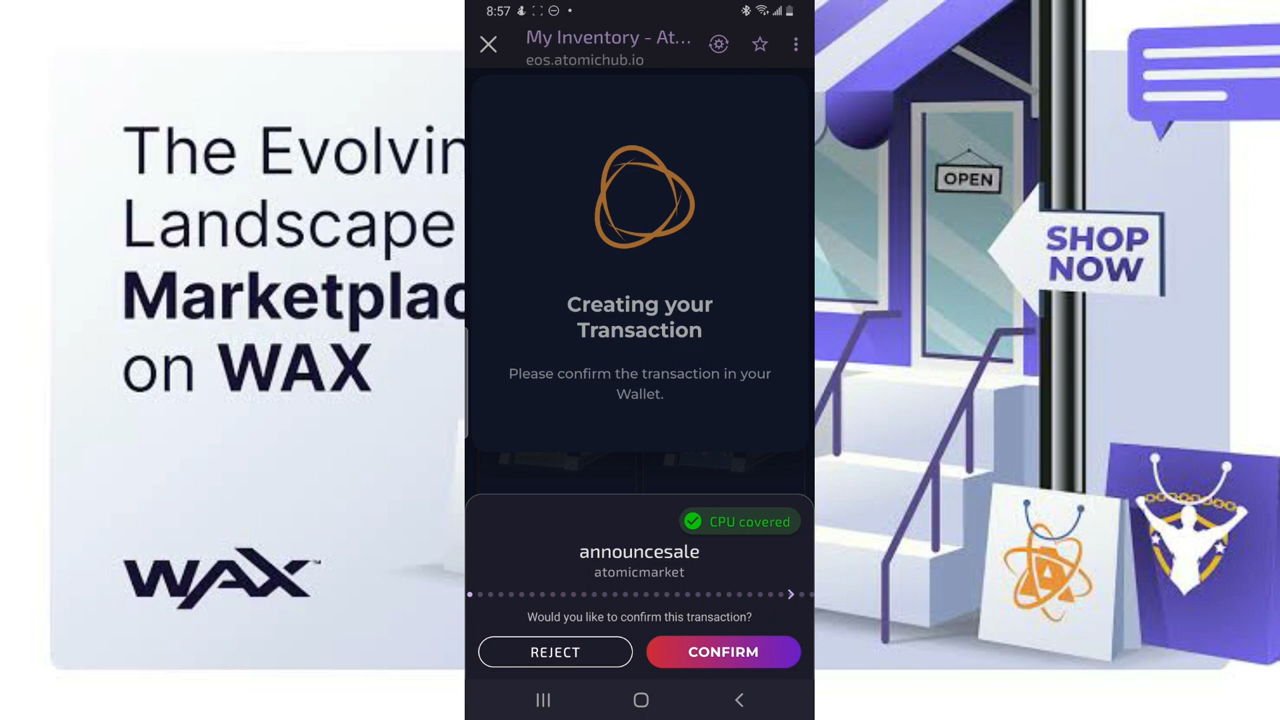 The Evolvin
Landscape
Marketplac
on WAX
WAX™
8:57
My Inventory - At...
eos.atomichub.io
Creating your
Transaction
Please confirm the transaction in your
Wallet.
CPU covered
announcesale
atomicmarket
Would you like to confirm this transaction?
REJECT
CONFIRM
OPEN
SHOP
NOW